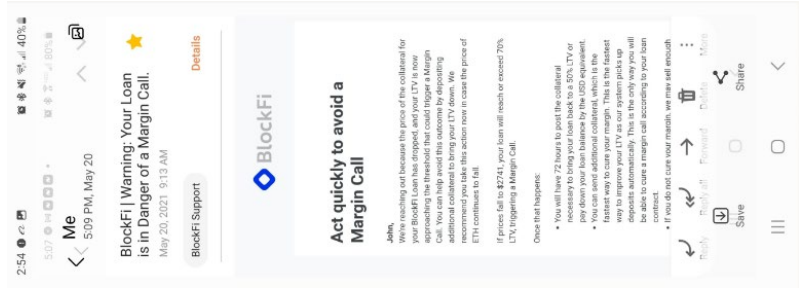 2:54
40%
5:07
80%
Me
5:09 PM, May 20
BlockFi | Warning: Your Loan
is in Danger of a Margin Call.
May 20, 2021 9:13 AM
BlockFi Support
Details
BlockFi
Act quickly to avoid a
Margin Call
John,
We're reaching out because the price of the collateral for
your BlockFi Loan has dropped, and your LTV is now
approaching the threshold that could trigger a Margin
Call. You can help avoid this outcome by depositing
additional collateral to bring your LTV down. We
recommend you take this action now in case the price of
ETH continues to fall.
If prices fall to $2741, your loan will reach or exceed 70%
LTV, triggering a Margin Call.
Once that happens:
• You will have 72 hours to post the collateral
necessary to bring your loan back to a 50% LTV or
pay down your loan balance by the USD equivalent.
• You can send additional collateral, which is the
fastest way to cure your margin. This is the fastest
way to improve your LTV as our system picks up
deposits automatically. This is the only way you will
be able to cure a margin call according to your loan
contract.
• If you do not cure your margin, we may sell enough
Reply
Reply all
Forward
Delete
More
Save
Share